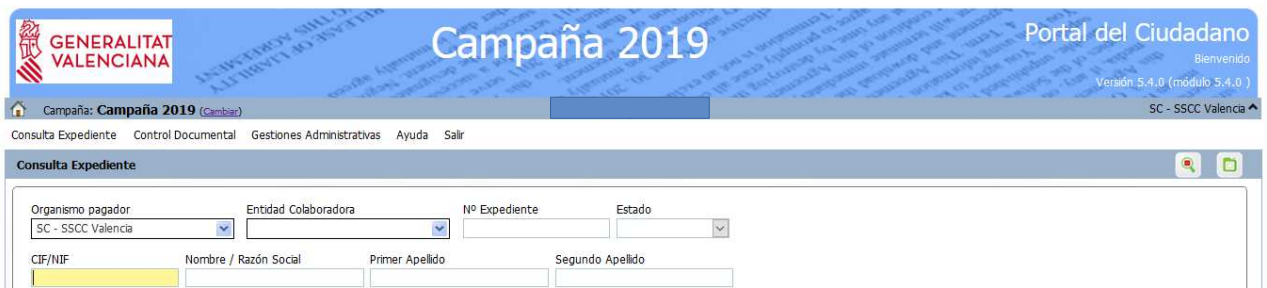 GENERALITAT
VALENCIANA
Campaña 2019
Portal del Ciudadano
Bienvenido
Versión 5.4.0 (módulo 5.4.0 )
Campaña: Campaña 2019 (Cambiar)
SC - SSCC Valencia
Consulta Expediente Control Documental Gestiones Administrativas Ayuda Salir
Consulta Expediente
Organismo pagador Entidad Colaboradora Nº Expediente Estado
SC - SSCC Valencia
CIF/NIF Nombre / Razón Social Primer Apellido Segundo Apellido